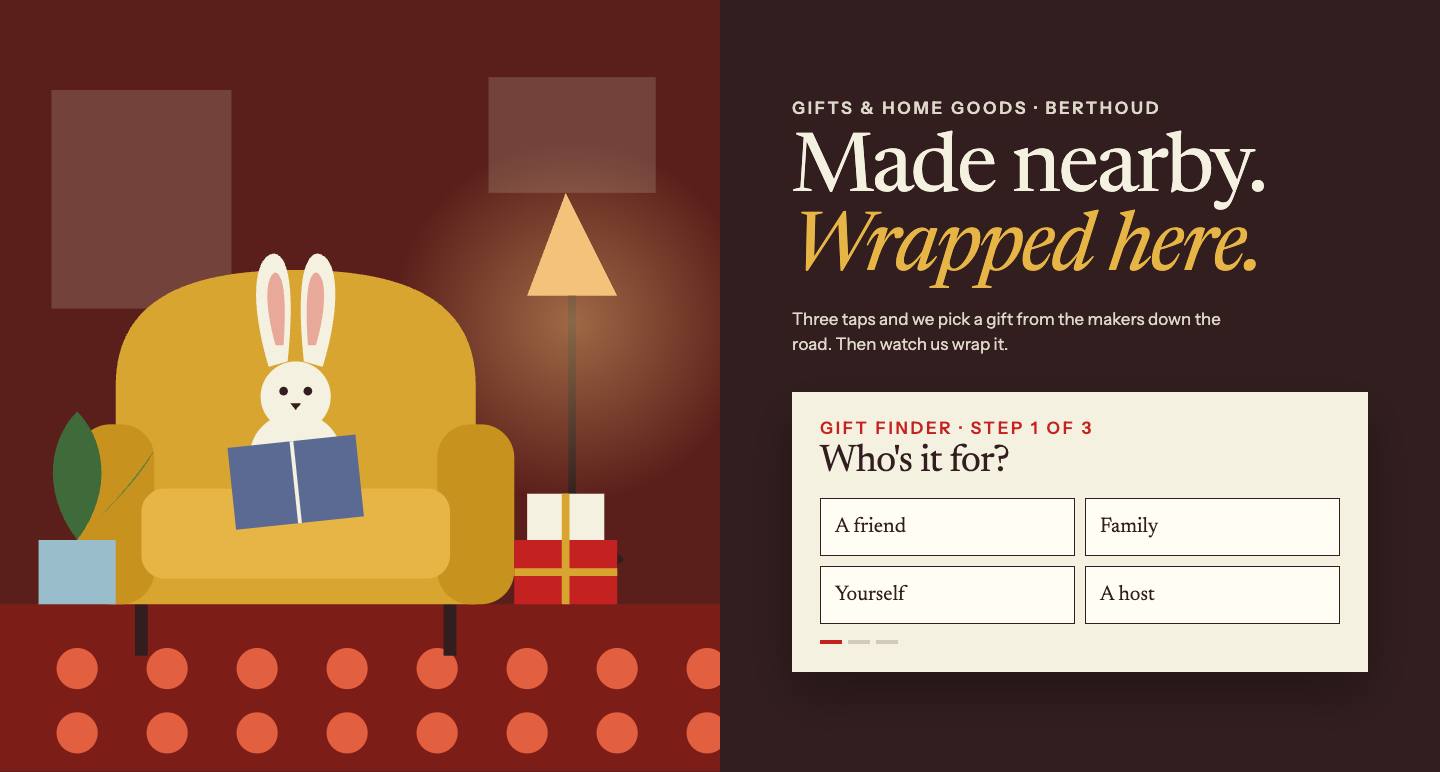 GIFTS & HOME GOODS · BERTHOUD
Made nearby.
Wrapped here.
Three taps and we pick a gift from the makers down the
road. Then watch us wrap it.
GIFT FINDER · STEP 1 OF 3
Who's it for?
A friend
Family
Yourself
A host